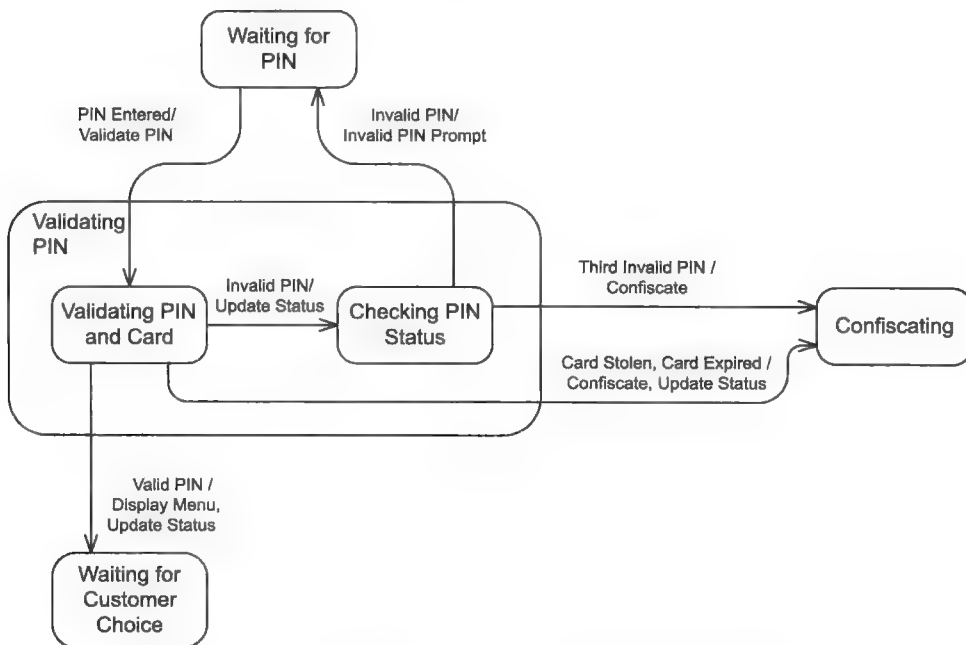 Waiting for
PIN
PIN Entered/
Validate PIN
Invalid PIN/
Invalid PIN Prompt
Validating
PIN
Validating PIN
and Card
Invalid PIN/
Update Status
Checking PIN
Status
Third Invalid PIN /
Confiscate
Confiscating
Card Stolen, Card Expired /
Confiscate, Update Status
Valid PIN /
Display Menu,
Update Status
Waiting for
Customer
Choice